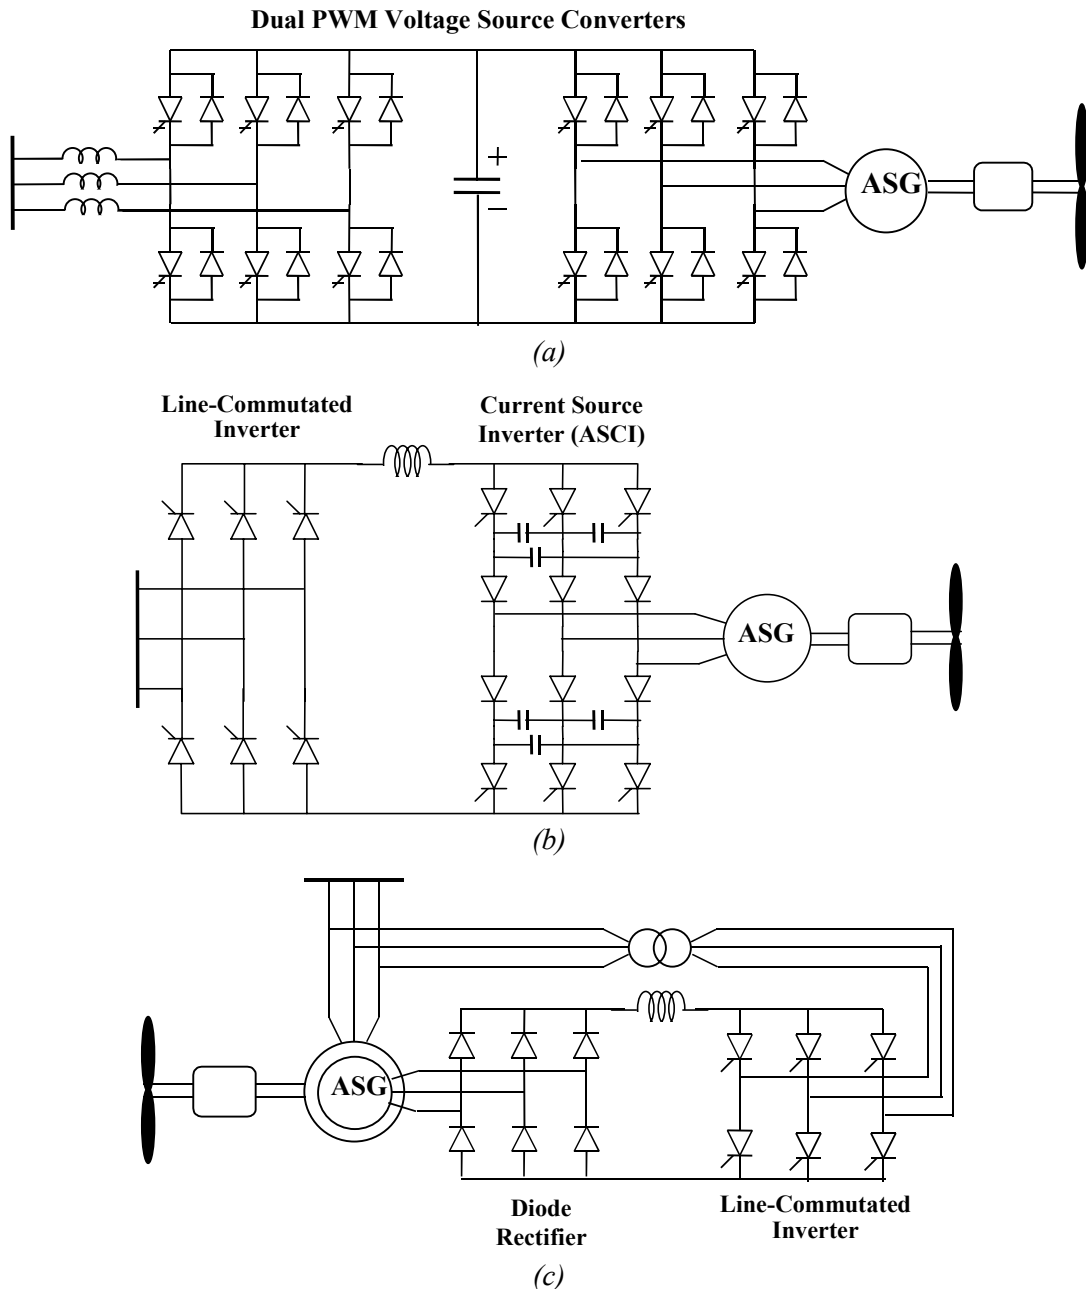 Dual PWM Voltage Source Converters
+
−
ASG
(a)
Line-Commutated
Inverter
Current Source
Inverter (ASCI)
ASG
(b)
ASG
Diode
Rectifier
Line-Commutated
Inverter
(c)